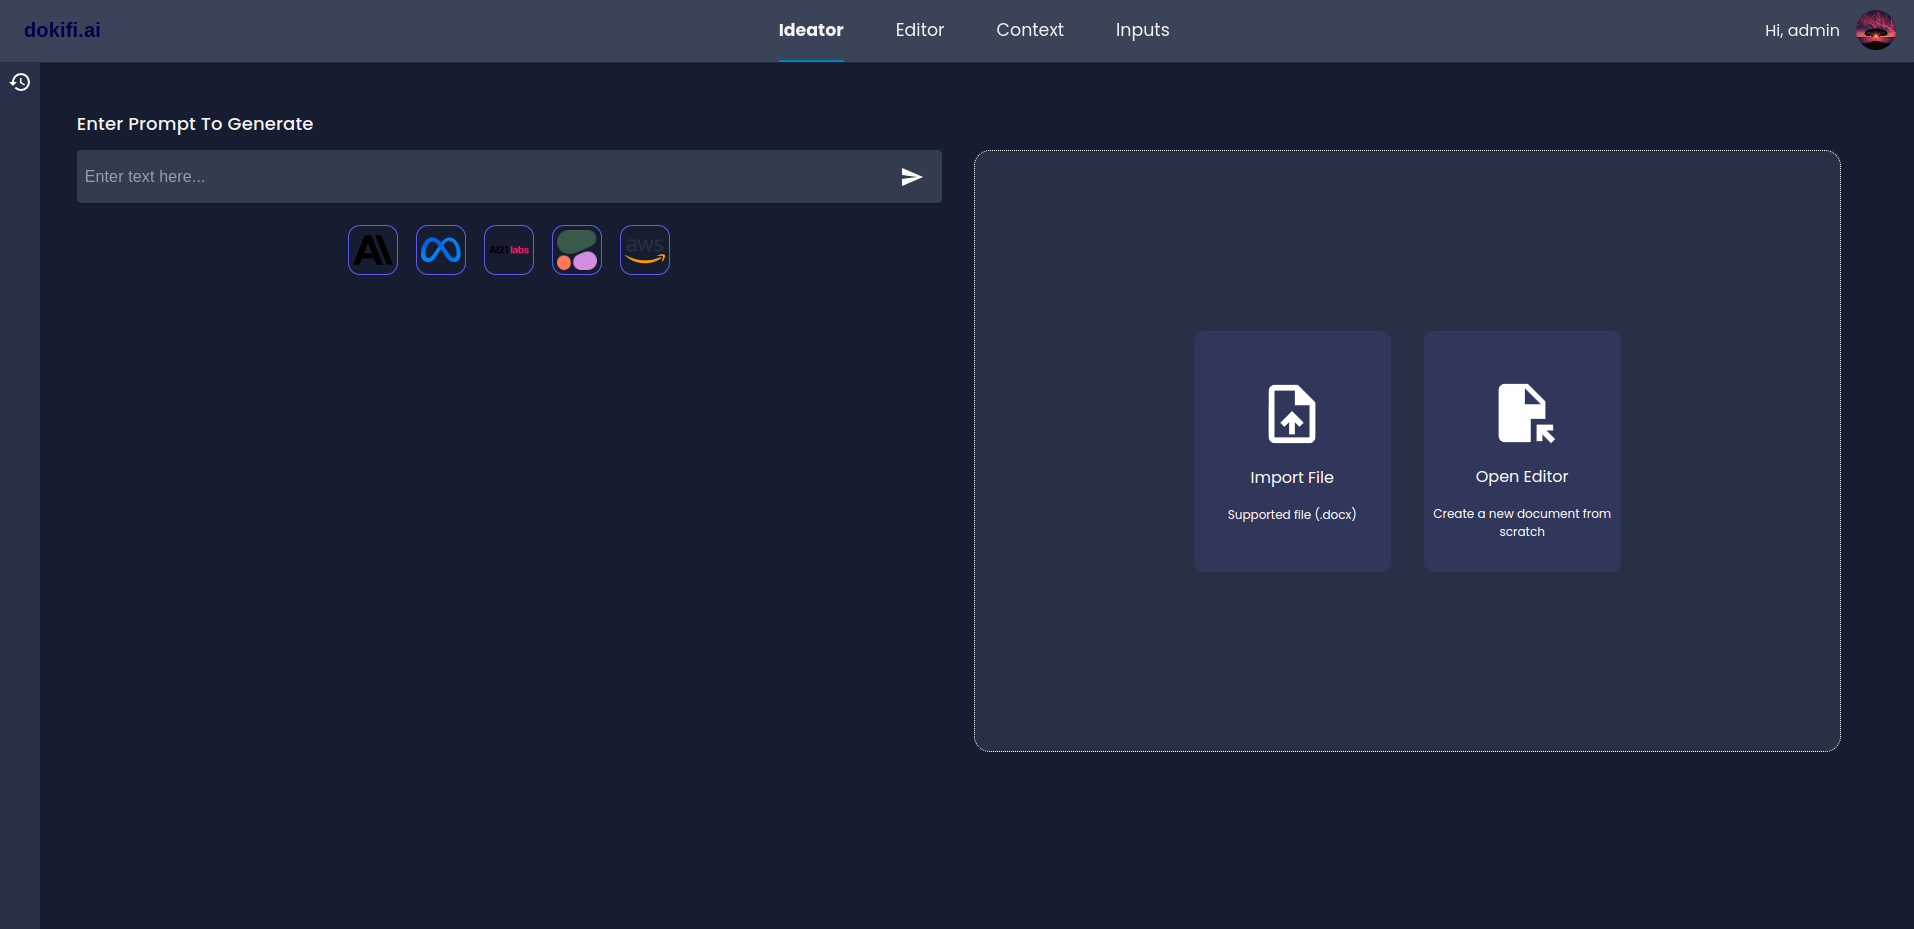 dokifi.ai
Ideator
Editor
Context
Inputs
Hi, admin
Enter Prompt To Generate
Enter text here...
AI21 labs
aws
Import File
Supported file (.docx)
Open Editor
Create a new document from
scratch